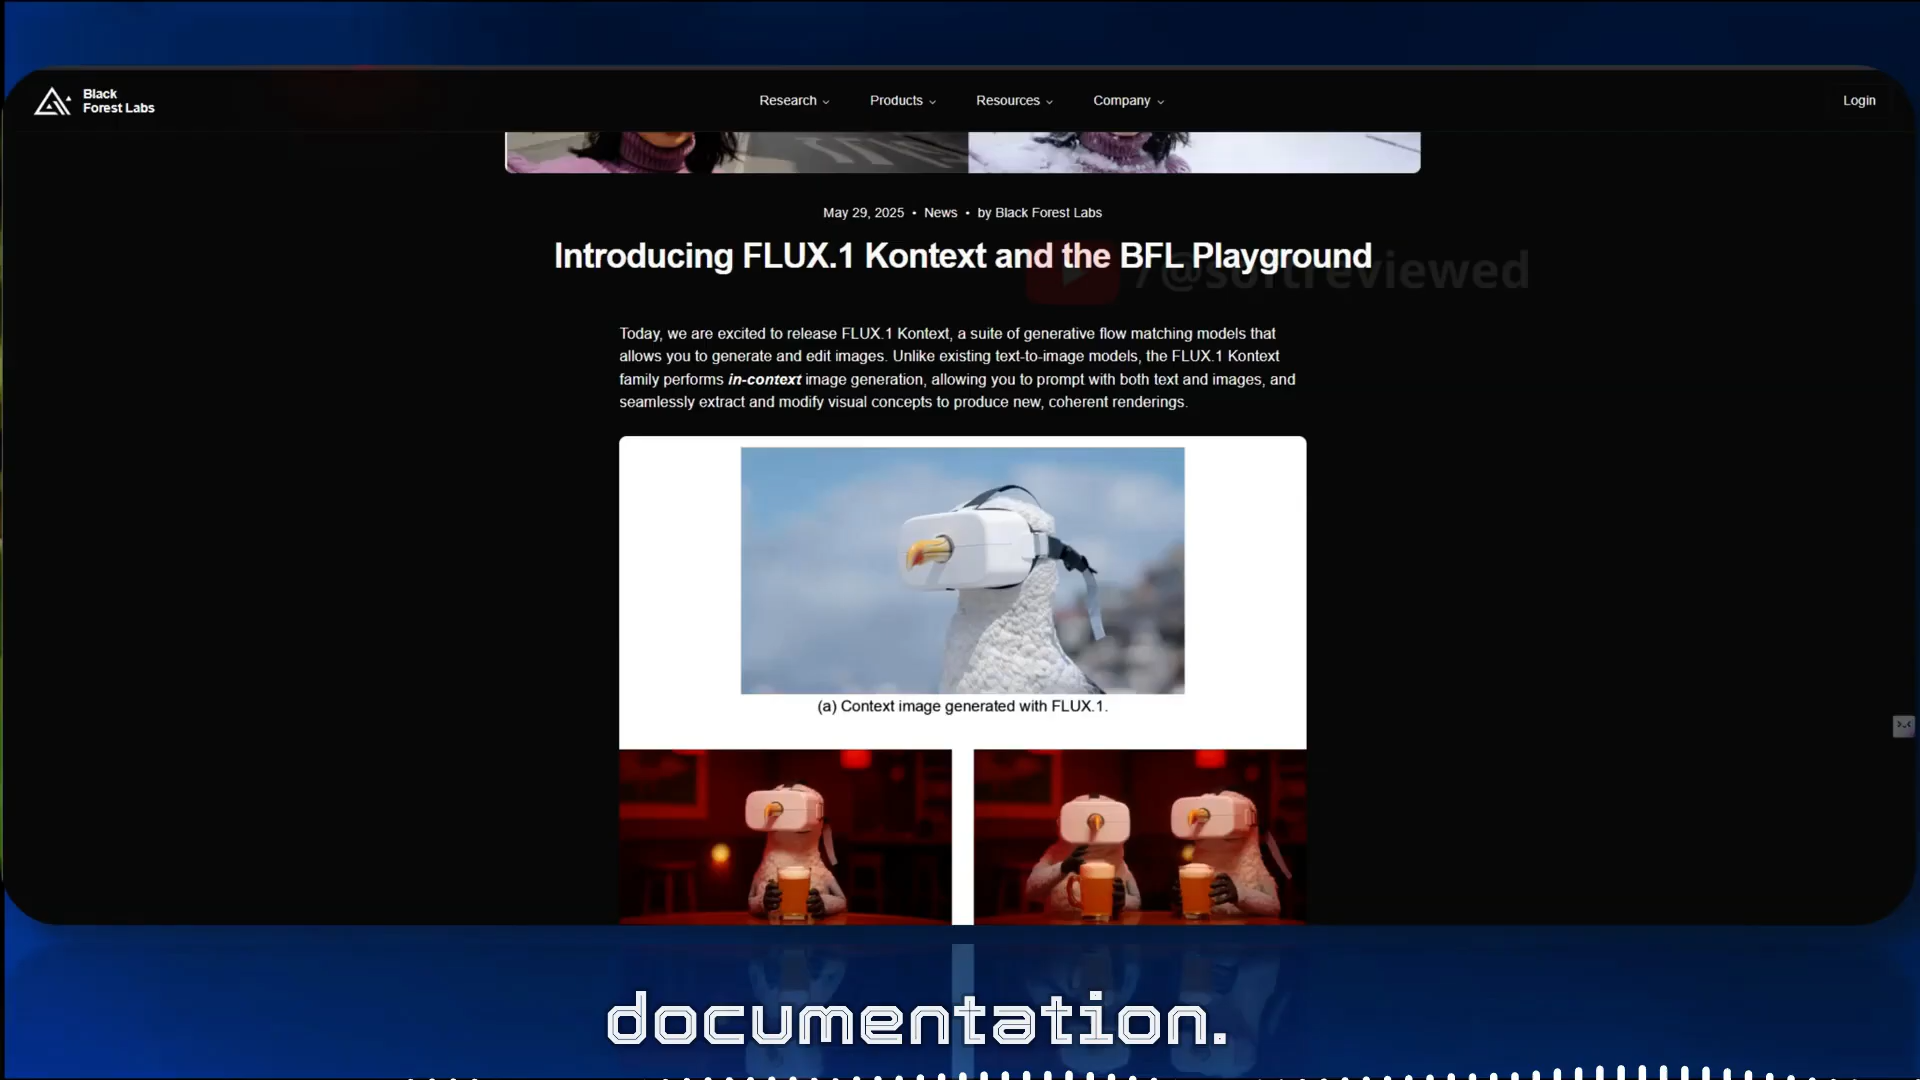 Black
Forest Labs
Research
Products
Resources
Company
Login
May 29, 2025 • News • by Black Forest Labs
Introducing FLUX.1 Kontext and the BFL Playground
/@softreviewed
Today, we are excited to release FLUX.1 Kontext, a suite of generative flow matching models that
allows you to generate and edit images. Unlike existing text-to-image models, the FLUX.1 Kontext
family performs in-context image generation, allowing you to prompt with both text and images, and
seamlessly extract and modify visual concepts to produce new, coherent renderings.
(a) Context image generated with FLUX.1.
documentation.